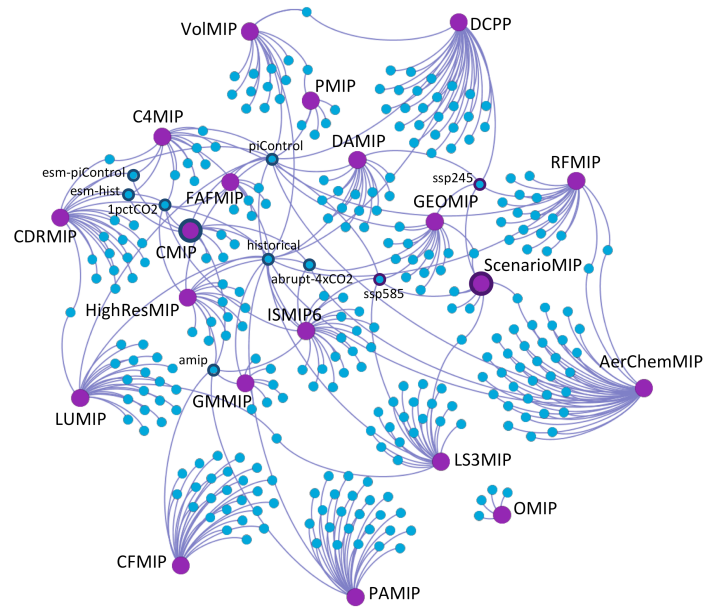 VolMIP
DCPP
PMIP
C4MIP
piControl
DAMIP
RFMIP
esm-piControl
ssp245
esm-hist
FAFMIP
1pctCO2
GEOMIP
CDRMIP
CMIP
historical
ScenarioMIP
abrupt-4xCO2
ssp585
HighResMIP
ISMIP6
amip
AerChemMIP
GMMIP
LUMIP
LS3MIP
OMIP
CFMIP
PAMIP